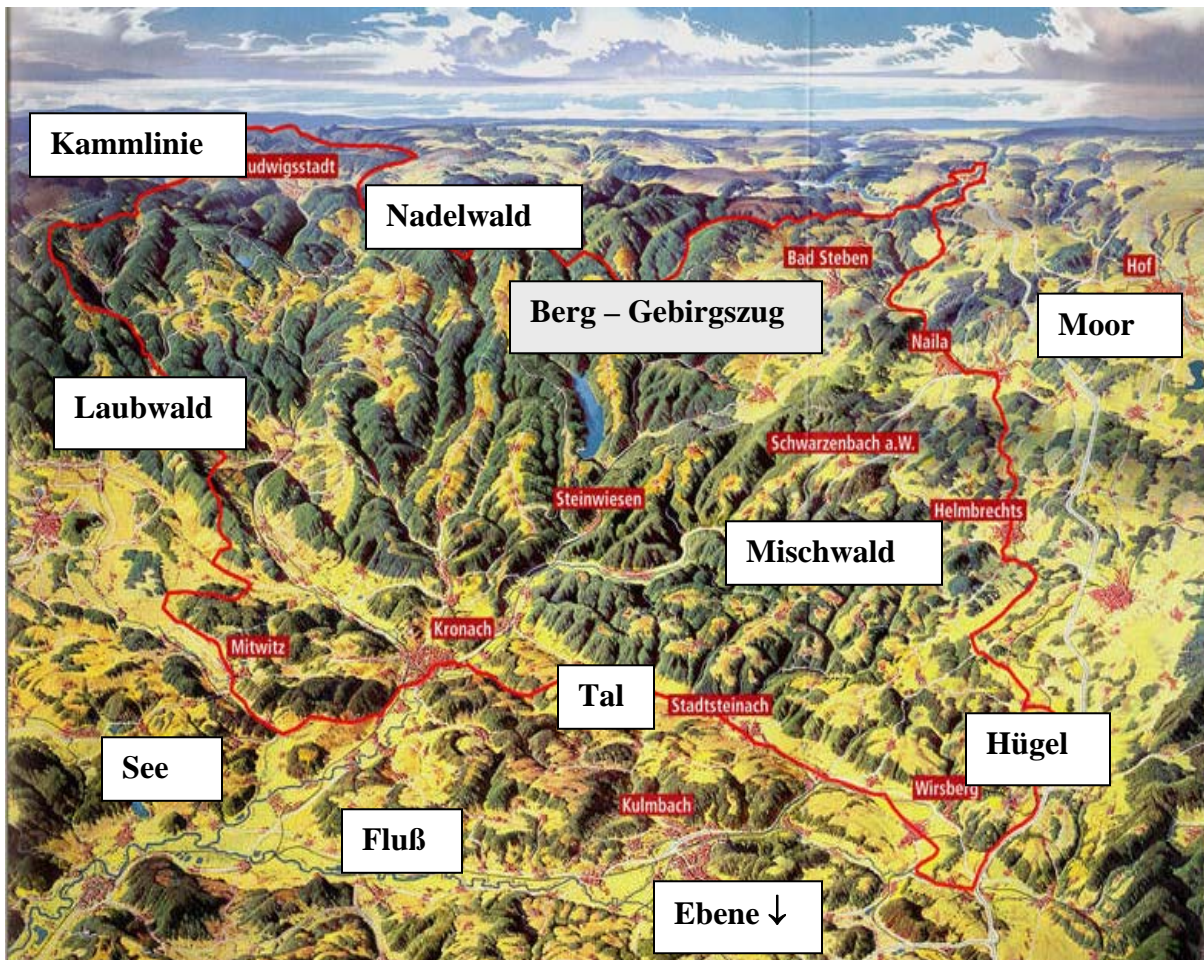 Kammlinie
udwigsstadt
Nadelwald
Bad Steben
Hof
Berg – Gebirgszug
Moor
Naila
Laubwald
Schwarzenbach a.W.
Steinwiesen
Helmbrechts
Mischwald
Kronach
Mitwitz
Tal
Stadtsteinach
Hügel
See
Wirsberg
Kulmbach
Fluß
Ebene ↓